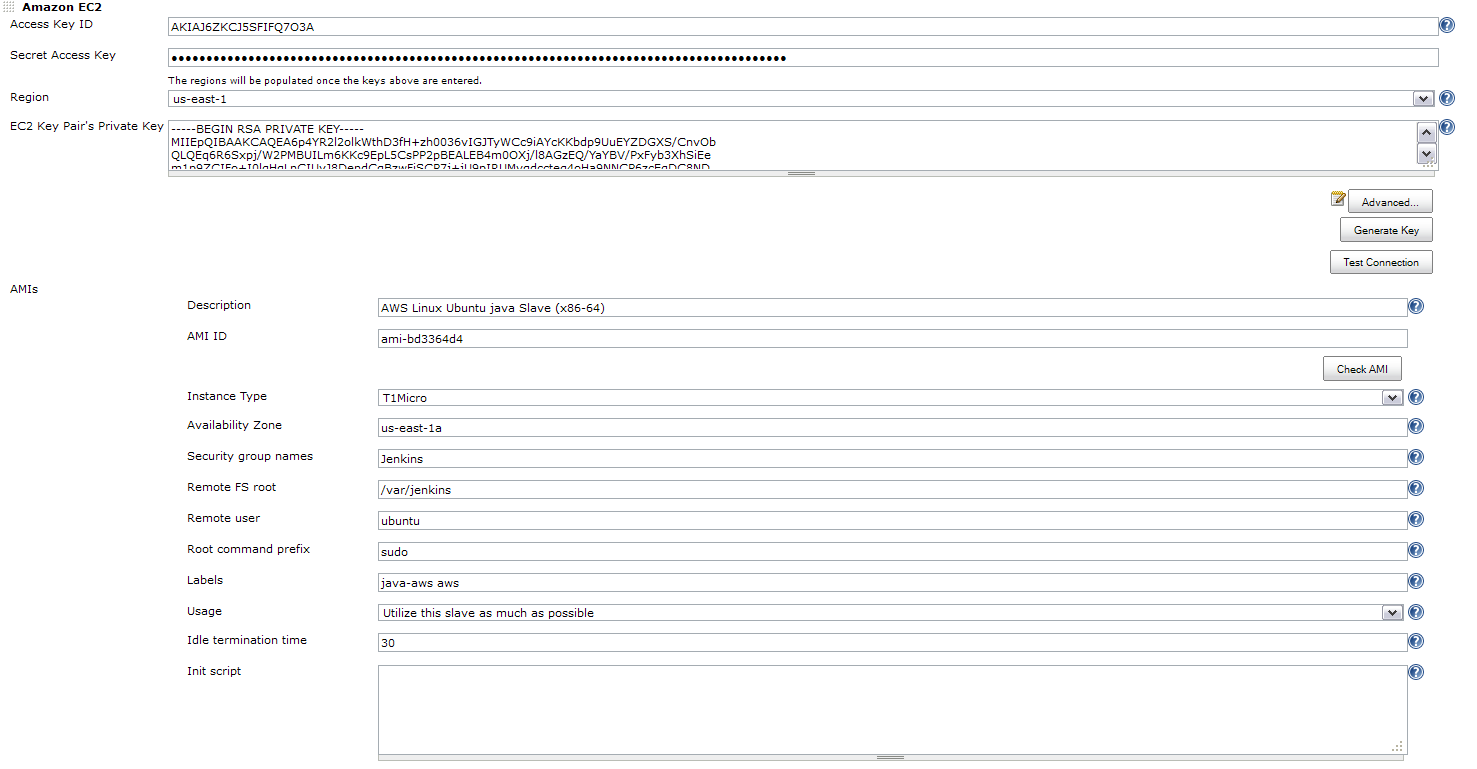 Amazon EC2
Access Key ID
AKIAJ6ZKCJ5SFIFQ7O3A
Secret Access Key
The regions will be populated once the keys above are entered.
Region
us-east-1
EC2 Key Pair's Private Key
-----BEGIN RSA PRIVATE KEY-----
MIIEpQIBAAKCAQEA6p4YR2l2olkWthD3fH+zh0036vIGJTyWCc9iAYcKKbdp9UuEYZDGXS/CnvOb
QLQEq6R6Sxpj/W2PMBUILm6KKc9EpL5CsPP2pBEALEB4m0OXj/l8AGzEQ/YaYBV/PxFyb3XhSiEe
Advanced...
Generate Key
Test Connection
AMIs
Description
AWS Linux Ubuntu java Slave (x86-64)
AMI ID
ami-bd3364d4
Check AMI
Instance Type
T1Micro
Availability Zone
us-east-1a
Security group names
Jenkins
Remote FS root
/var/jenkins
Remote user
ubuntu
Root command prefix
sudo
Labels
java-aws aws
Usage
Utilize this slave as much as possible
Idle termination time
30
Init script